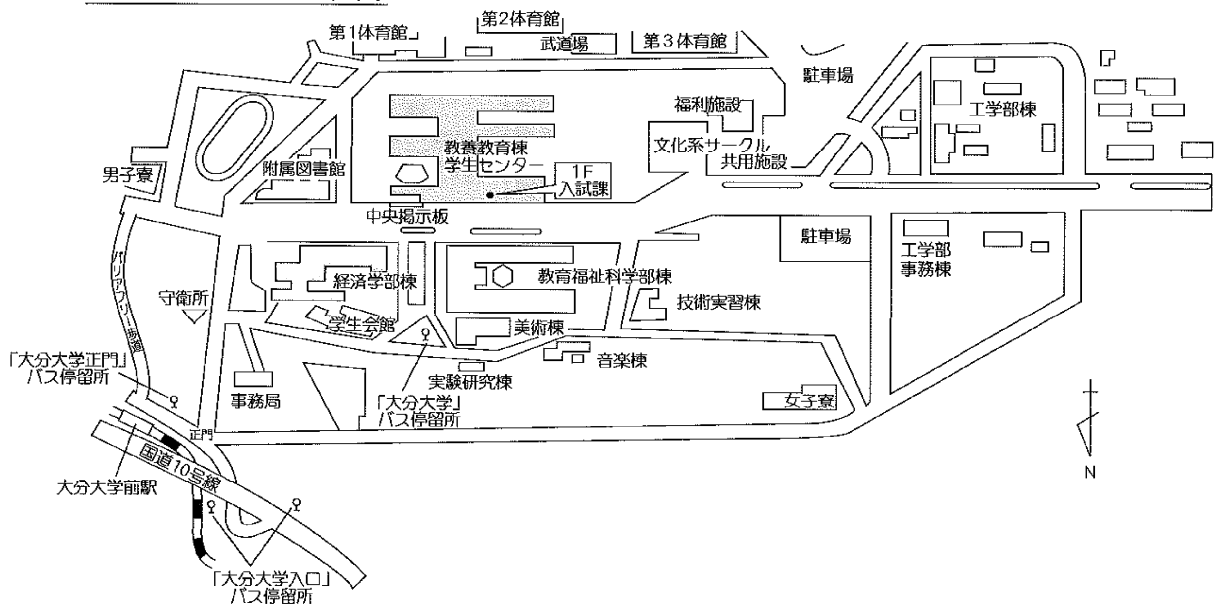 第2体育館
第1体育館
武道場
第3体育館
駐車場
福利施設
工学部棟
教養教育棟
学生センター
文化系サークル
共用施設
附属図書館
男子寮
1F
入試課
中央掲示板
駐車場
工学部
事務棟
経済学部棟
教育福祉科学部棟
バリアフリー歩道
守衛所
技術実習棟
学生会館
美術棟
音楽棟
「大分大学正門」
バス停留所
実験研究棟
事務局
「大分大学」
バス停留所
女子寮
正門
国道10号線
大分大学前駅
N
「大分大学入口」
バス停留所